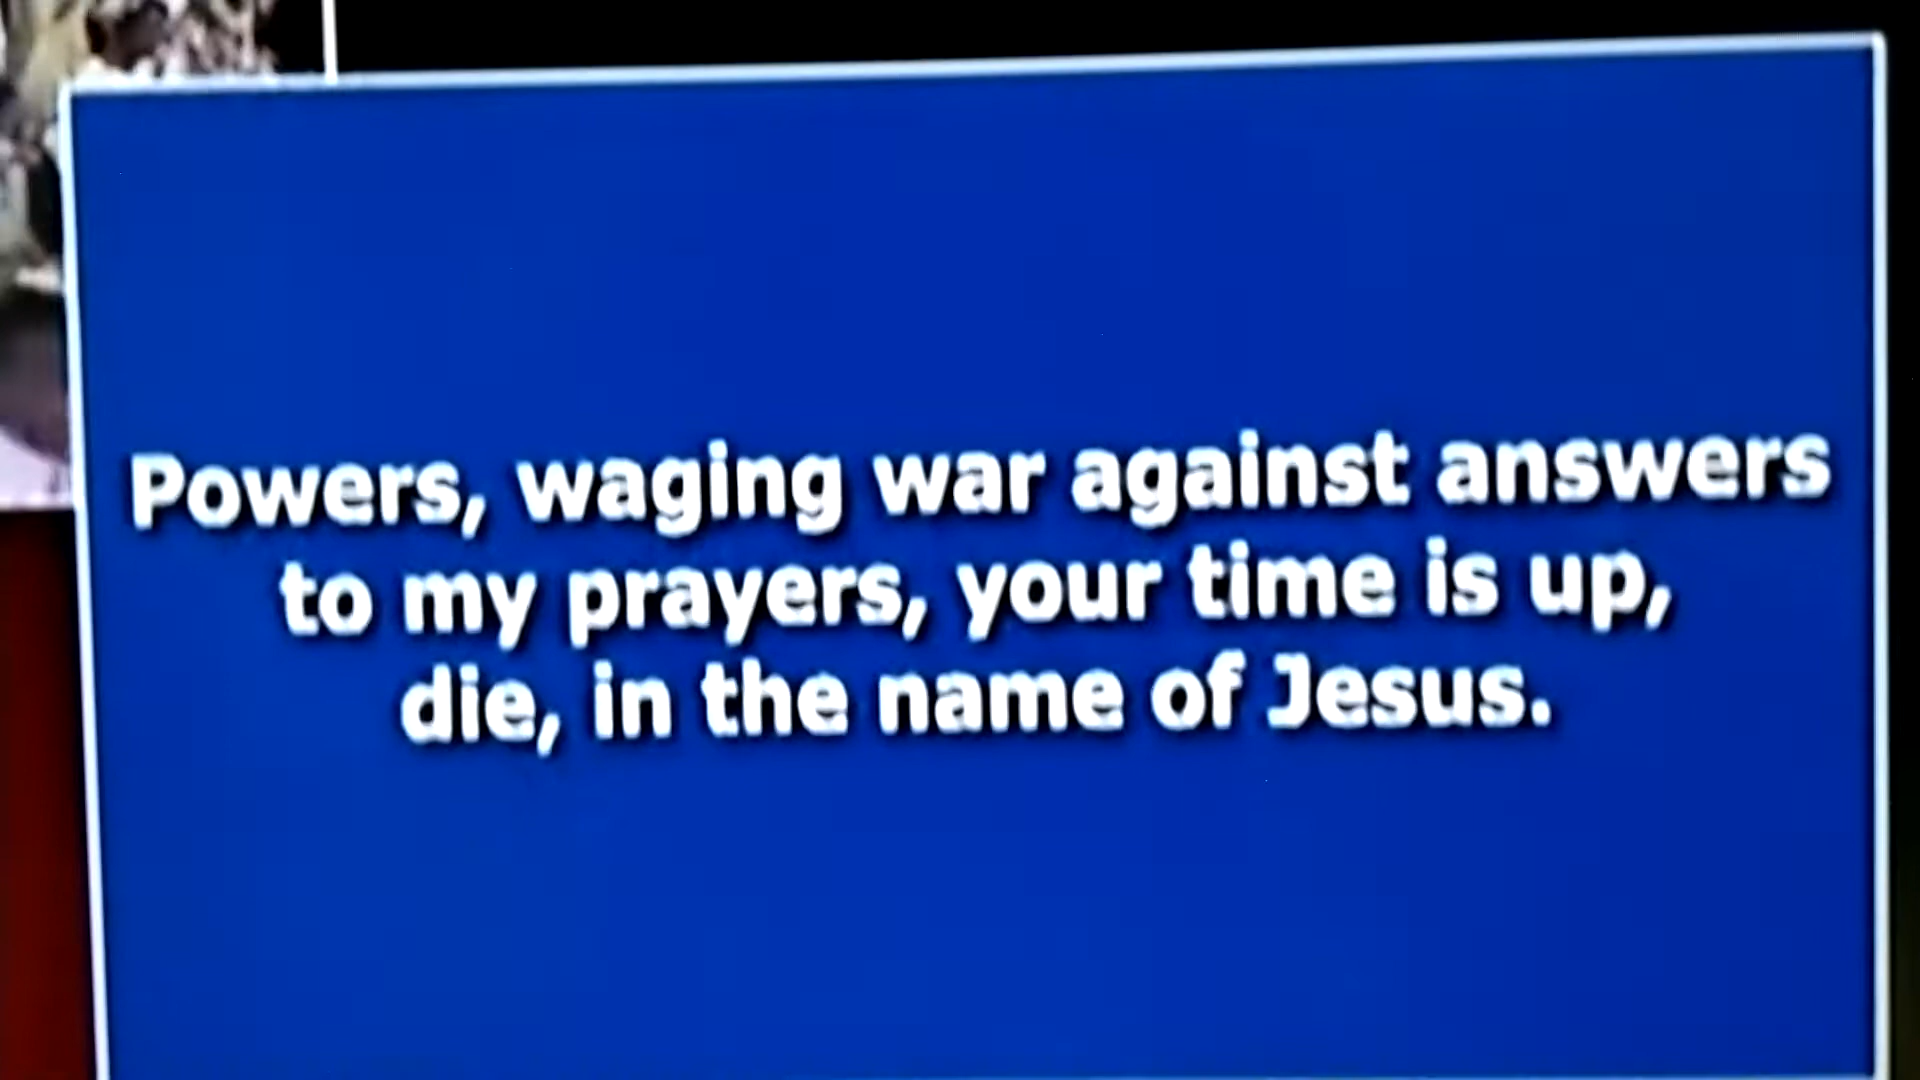 Powers, waging war against answers
to my prayers, your time is up,
die, in the name of Jesus.